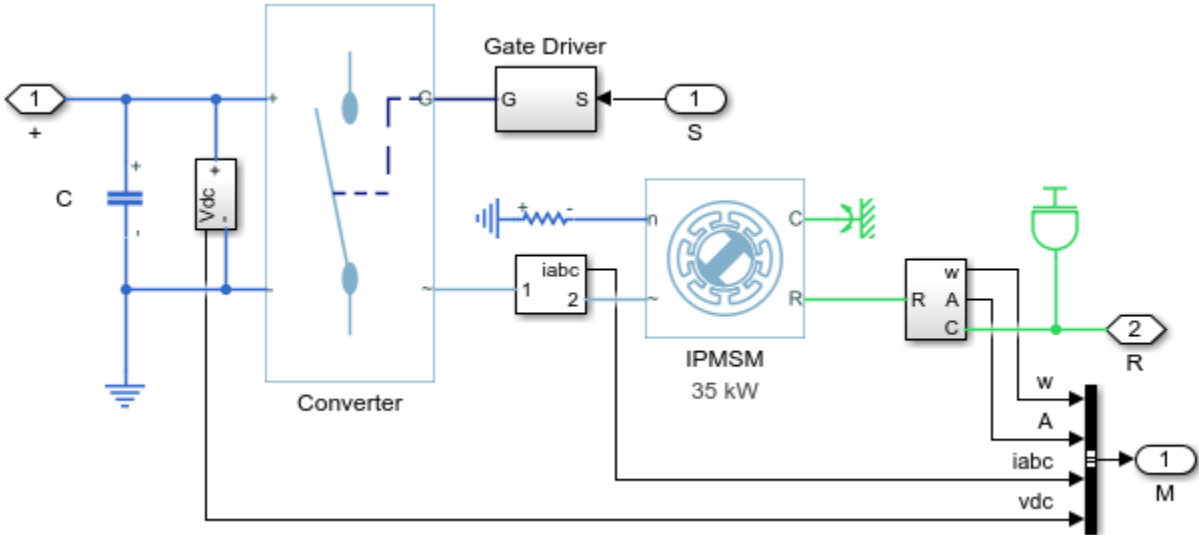 Gate Driver
1
+
+
G
G
S
1
S
+
C
-
+
Vdc
-
+
-
n
C
iabc
1
2
-
~
~
R
w
R
A
C
2
R
IPMSM
35 kW
Converter
w
A
iabc
vdc
1
M